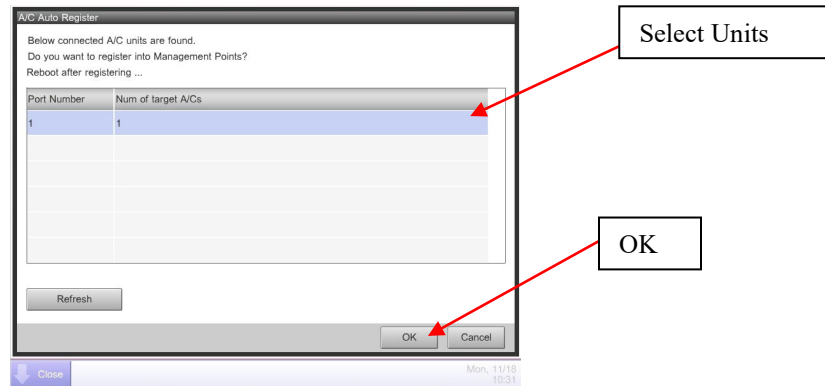 A/C Auto Register
Below connected A/C units are found.
Do you want to register into Management Points?
Reboot after registering ...
Port Number Num of target A/Cs
1 1
Refresh
OK Cancel
Close Mon, 11/18
10:31
Select Units
OK